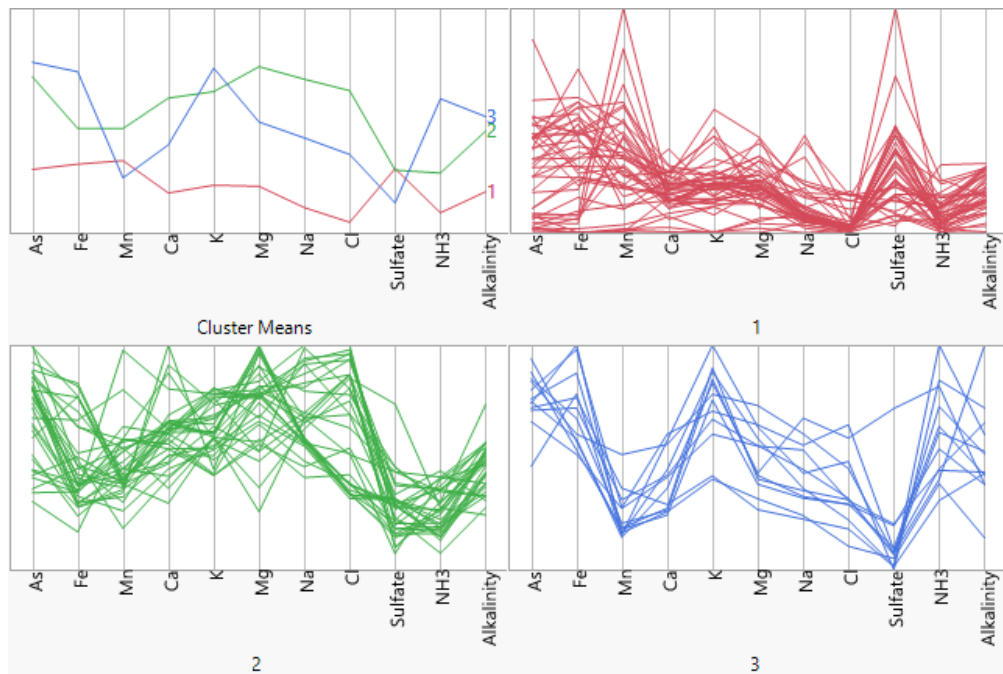 3
2
1
As Fe Mn Ca K Mg Na Cl Sulfate NH3 Alkalinity
As Fe Mn Ca K Mg Na Cl Sulfate NH3 Alkalinity
Cluster Means
1
As Fe Mn Ca K Mg Na Cl Sulfate NH3 Alkalinity
As Fe Mn Ca K Mg Na Cl Sulfate NH3 Alkalinity
2
3